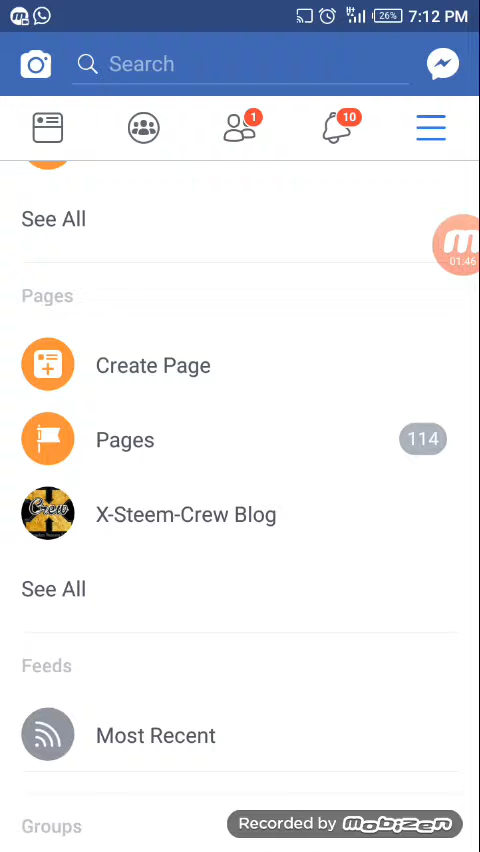 26% 7:12 PM
Search
1 10
See All
01:46
Pages
Create Page
Pages 114
Crew
X-Steem-Crew Blog
See All
Feeds
Most Recent
Groups
Recorded by mobizen